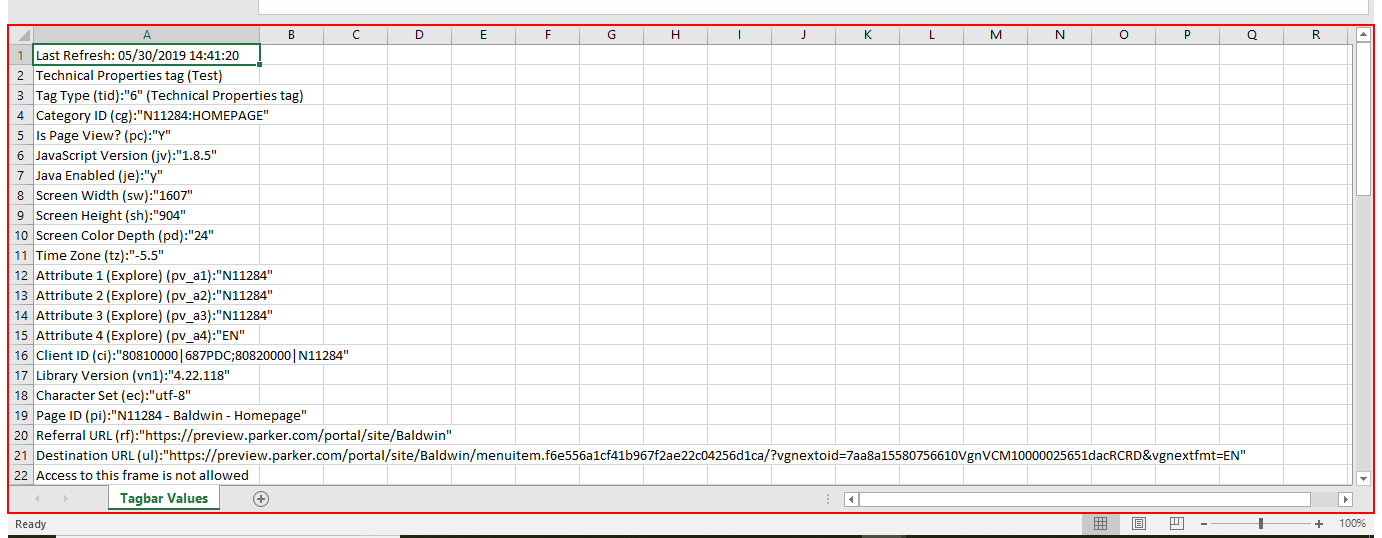 A B C D E F G H I J K L M N O P Q R
1 Last Refresh: 05/30/2019 14:41:20
2 Technical Properties tag (Test)
3 Tag Type (tid):"6" (Technical Properties tag)
4 Category ID (cg):"N11284:HOMEPAGE"
5 Is Page View? (pc):"Y"
6 JavaScript Version (jv):"1.8.5"
7 Java Enabled (je):"y"
8 Screen Width (sw):"1607"
9 Screen Height (sh):"904"
10 Screen Color Depth (pd):"24"
11 Time Zone (tz):"-5.5"
12 Attribute 1 (Explore) (pv_a1):"N11284"
13 Attribute 2 (Explore) (pv_a2):"N11284"
14 Attribute 3 (Explore) (pv_a3):"N11284"
15 Attribute 4 (Explore) (pv_a4):"EN"
16 Client ID (ci):"80810000|687PDC;80820000|N11284"
17 Library Version (vn1):"4.22.118"
18 Character Set (ec):"utf-8"
19 Page ID (pi):"N11284 - Baldwin - Homepage"
20 Referral URL (rf):"https://preview.parker.com/portal/site/Baldwin"
21 Destination URL (ul):"https://preview.parker.com/portal/site/Baldwin/menuitem.f6e556a1cf41b967f2ae22c04256d1ca/?vgnextoid=7aa8a15580756610VgnVCM10000025651dacRCRD&vgnextfmt=EN"
22 Access to this frame is not allowed
Tagbar Values
Ready 100%